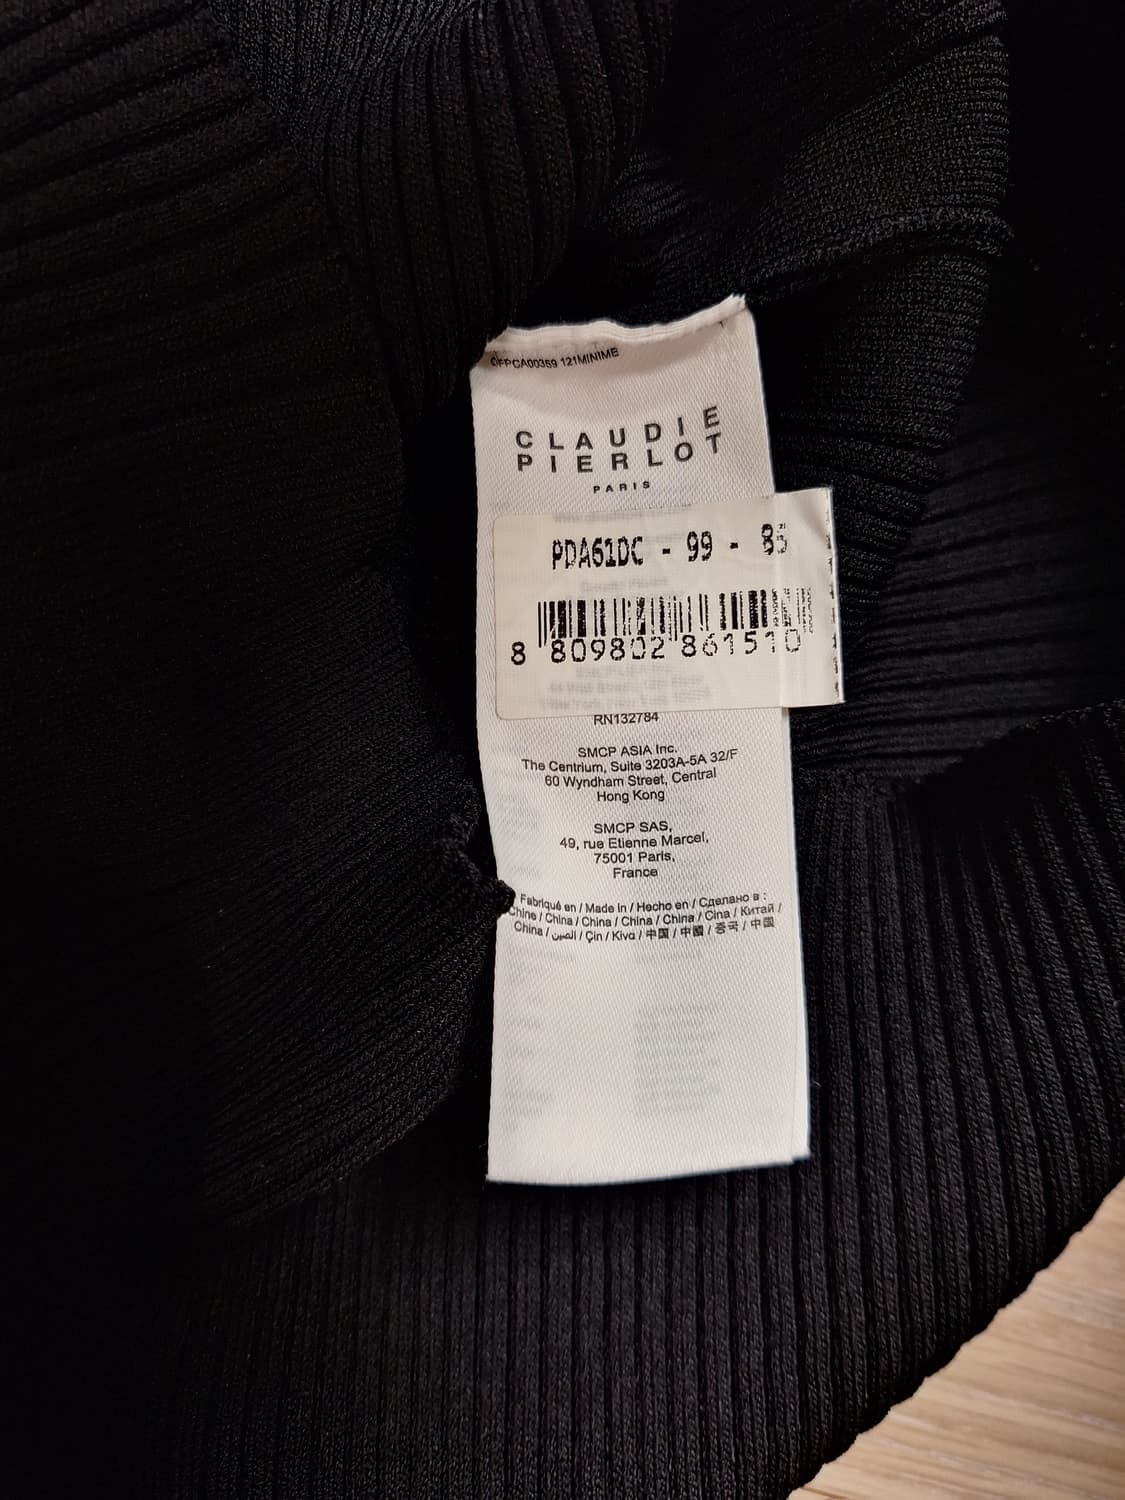 CFPCA00359 121MINIME
CLAUDIE
PIERLOT
PARIS
PDA61DC - 99 - 85
8 809802 861510
RN132784
SMCP ASIA Inc.
The Centrium, Suite 3203A-5A 32/F
60 Wyndham Street, Central
Hong Kong
SMCP SAS,
49, rue Etienne Marcel,
75001 Paris,
France
Fabriqué en / Made in / Hecho en / Сделано в :
Chine / China / China / China / China / Cina / Китай /
China / الصين / Çin / Kiva / 中国 / 中國 / 중국 / 中国